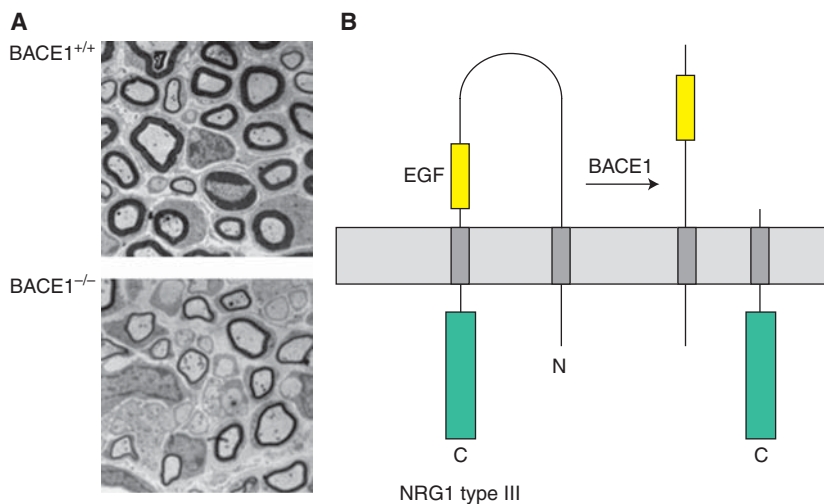 A
BACE1+/+
BACE1–/–
B
EGF
BACE1
N
C
C
NRG1 type III